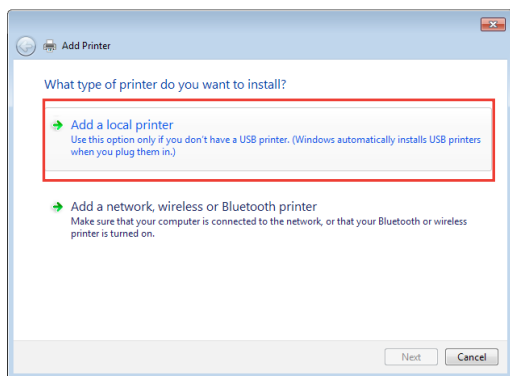 Add Printer
What type of printer do you want to install?
Add a local printer
Use this option only if you don't have a USB printer. (Windows automatically installs USB printers
when you plug them in.)
Add a network, wireless or Bluetooth printer
Make sure that your computer is connected to the network, or that your Bluetooth or wireless
printer is turned on.
Next Cancel